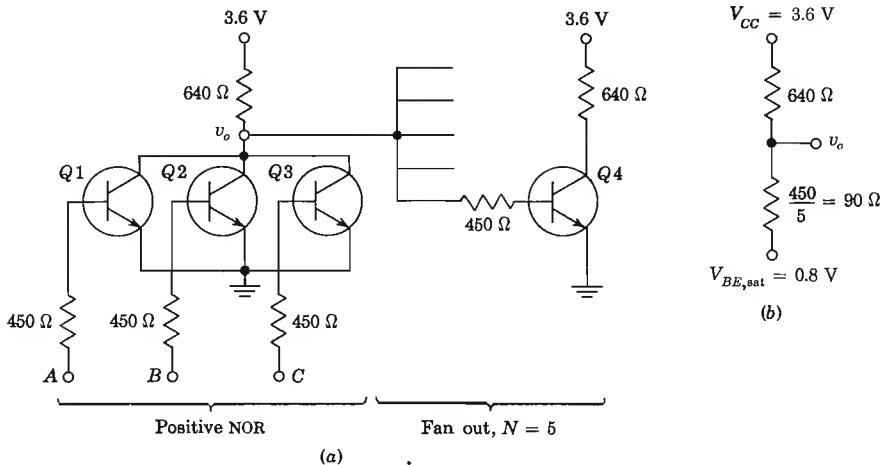 3.6 V
3.6 V
V_CC = 3.6 V
640 Ω
640 Ω
640 Ω
v_o
v_o
Q1
Q2
Q3
Q4
450 Ω
450/5 = 90 Ω
450 Ω
450 Ω
450 Ω
V_BE,sat = 0.8 V
(b)
A
B
C
Positive NOR
Fan out, N = 5
(a)